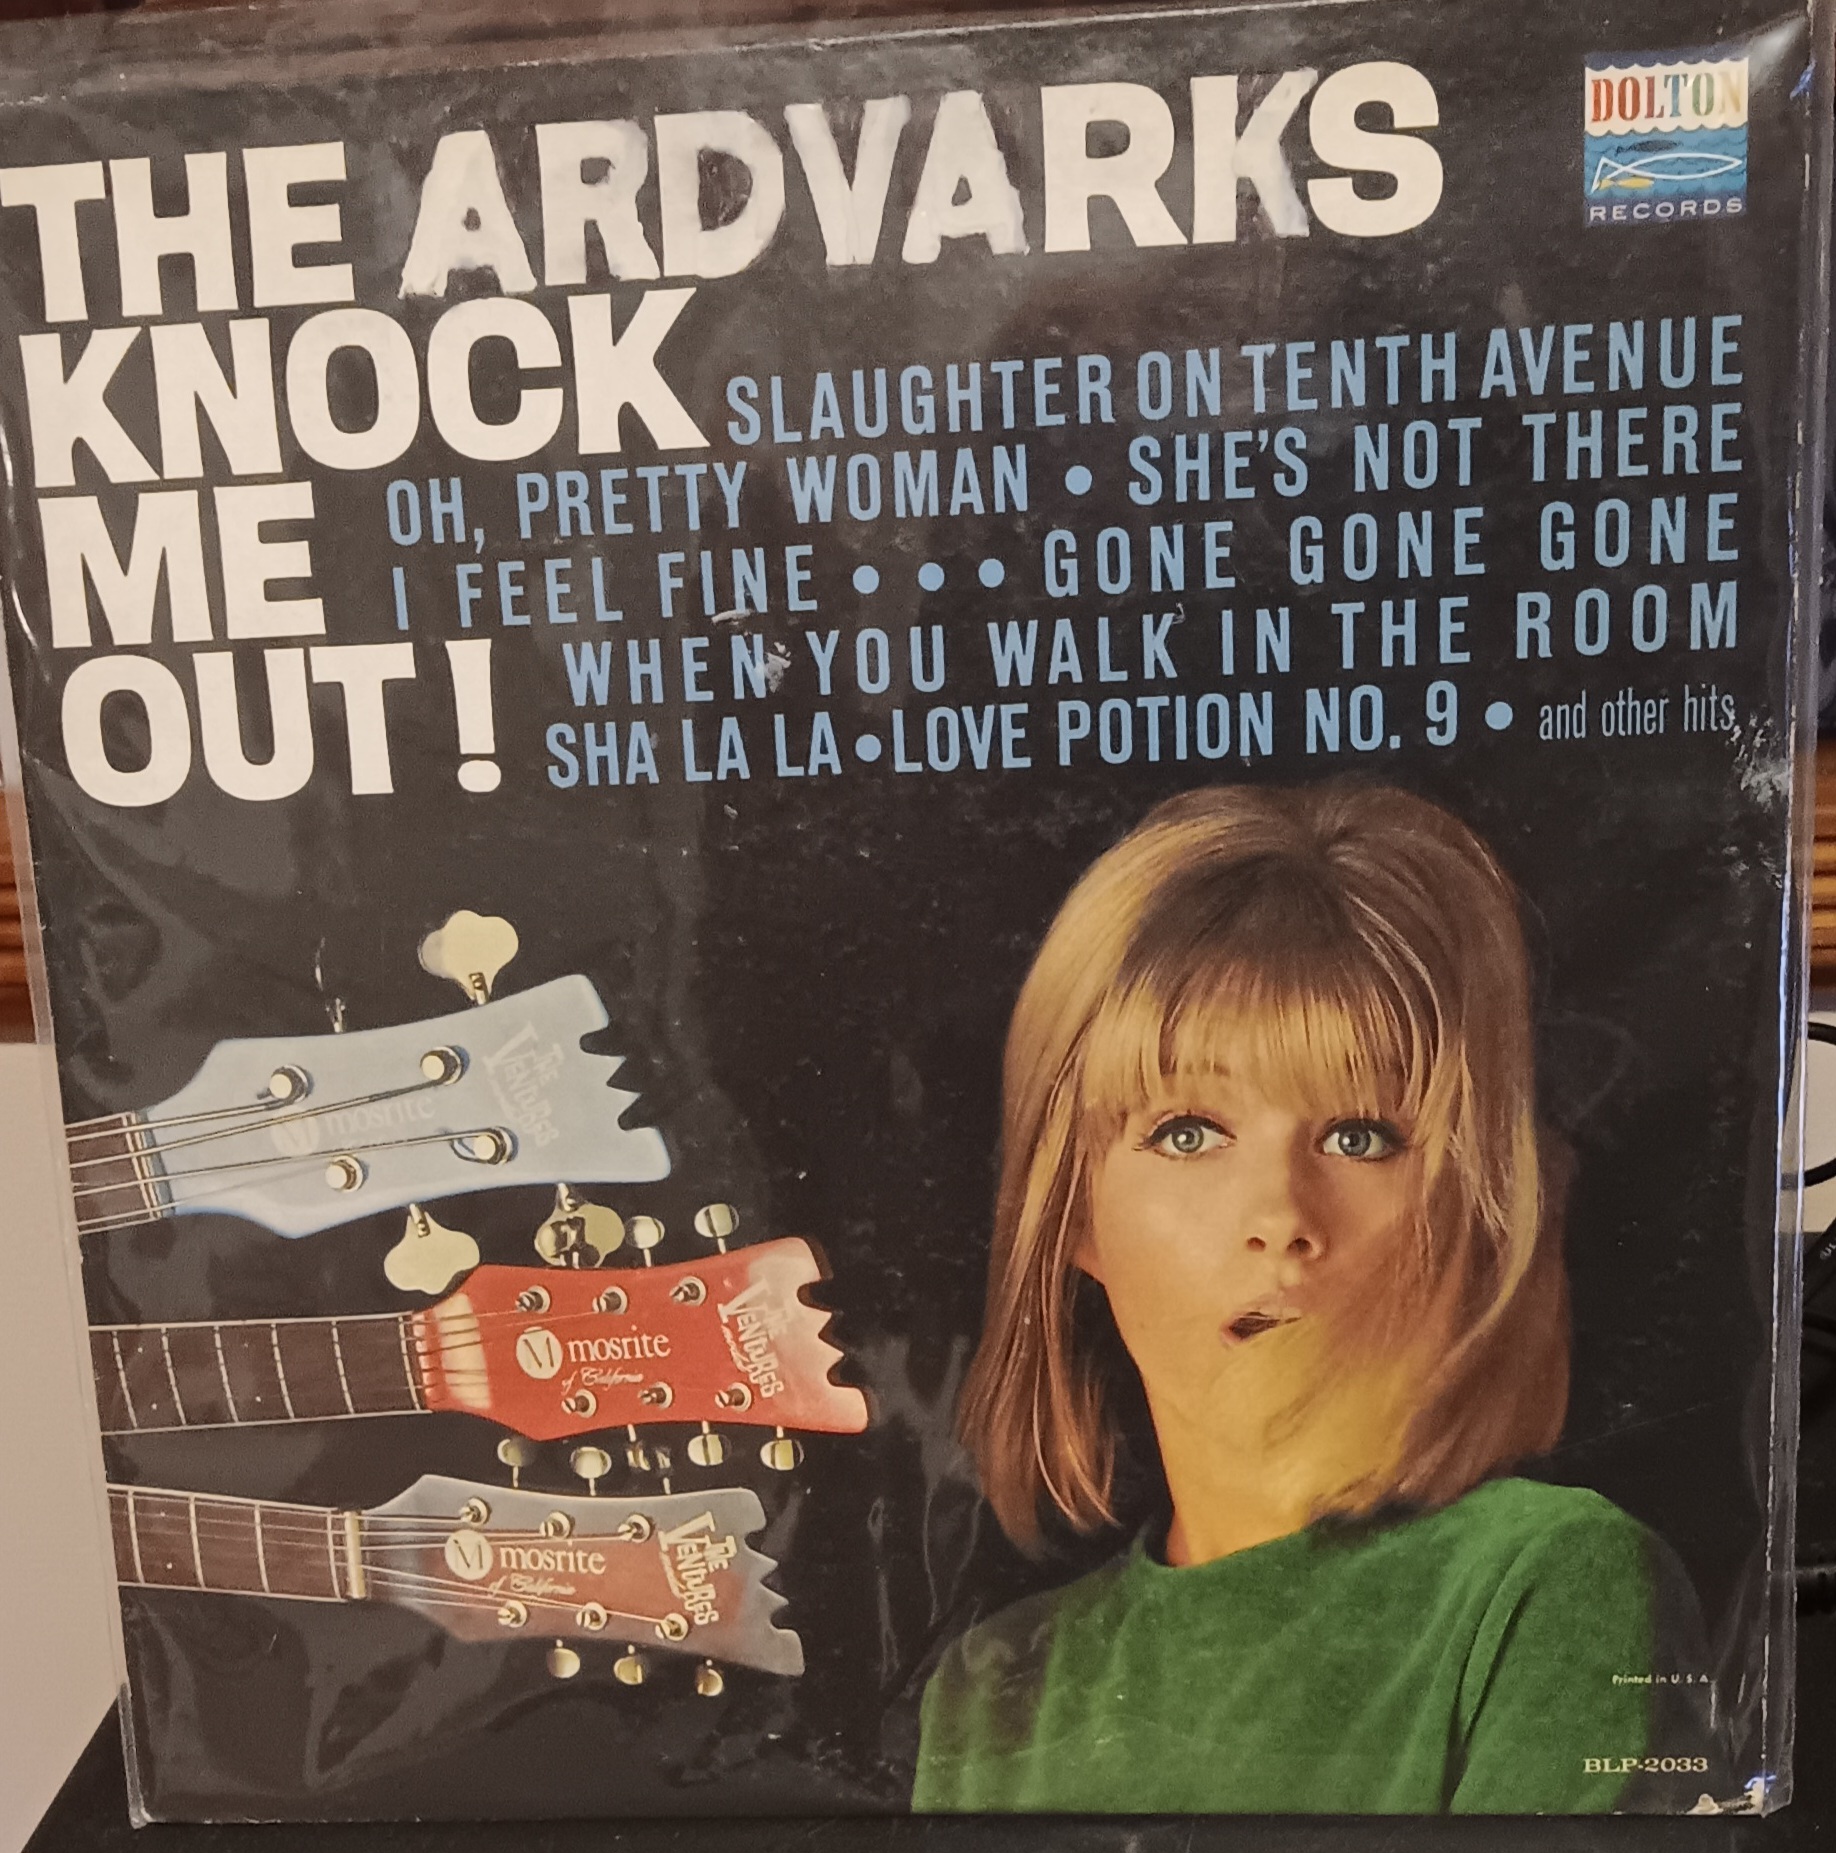 THE ARDVARKS
KNOCK
ME
OUT!
DOLTON
RECORDS
SLAUGHTER ON TENTH AVENUE
OH, PRETTY WOMAN • SHE'S NOT THERE
I FEEL FINE • • • GONE GONE GONE
WHEN YOU WALK IN THE ROOM
SHA LA LA • LOVE POTION NO. 9 • and other hits
M mosrite
THE
VENTURES
M mosrite
of California
THE
VENTURES
M mosrite
of California
THE
VENTURES
Printed in U. S. A.
BLP-2033